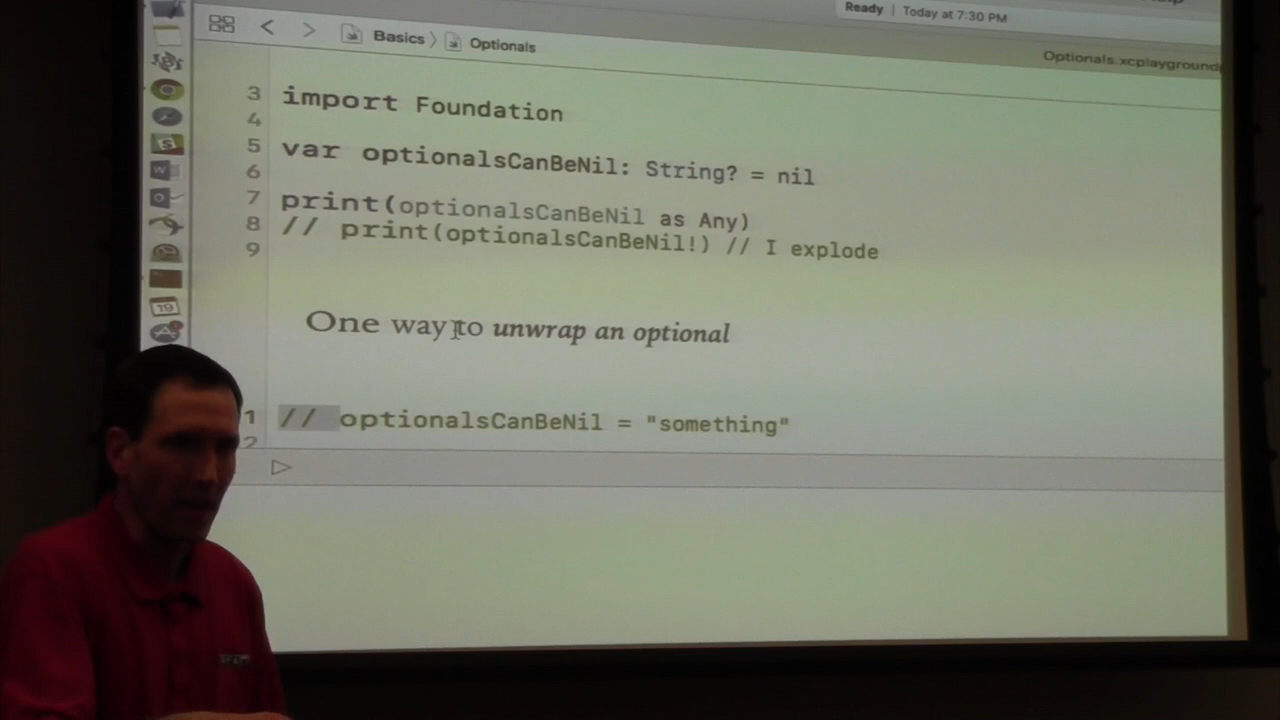 Ready | Today at 7:30 PM
Basics 〉 Optionals
Optionals.xcplayground
3 import Foundation
4
5 var optionalsCanBeNil: String? = nil
6
7 print(optionalsCanBeNil as Any)
8 // print(optionalsCanBeNil!) // I explode
9
One way to unwrap an optional
1 // optionalsCanBeNil = "something"
2
19